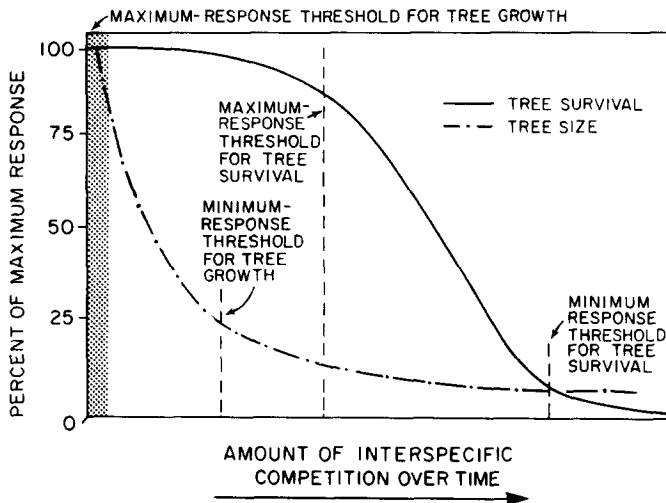 MAXIMUM-RESPONSE THRESHOLD FOR TREE GROWTH
PERCENT OF MAXIMUM RESPONSE
100
75
50
25
0
MAXIMUM-
RESPONSE
THRESHOLD
FOR TREE
SURVIVAL
MINIMUM-
RESPONSE
THRESHOLD
FOR TREE
GROWTH
TREE SURVIVAL
TREE SIZE
MINIMUM
RESPONSE
THRESHOLD
FOR TREE
SURVIVAL
AMOUNT OF INTERSPECIFIC
COMPETITION OVER TIME